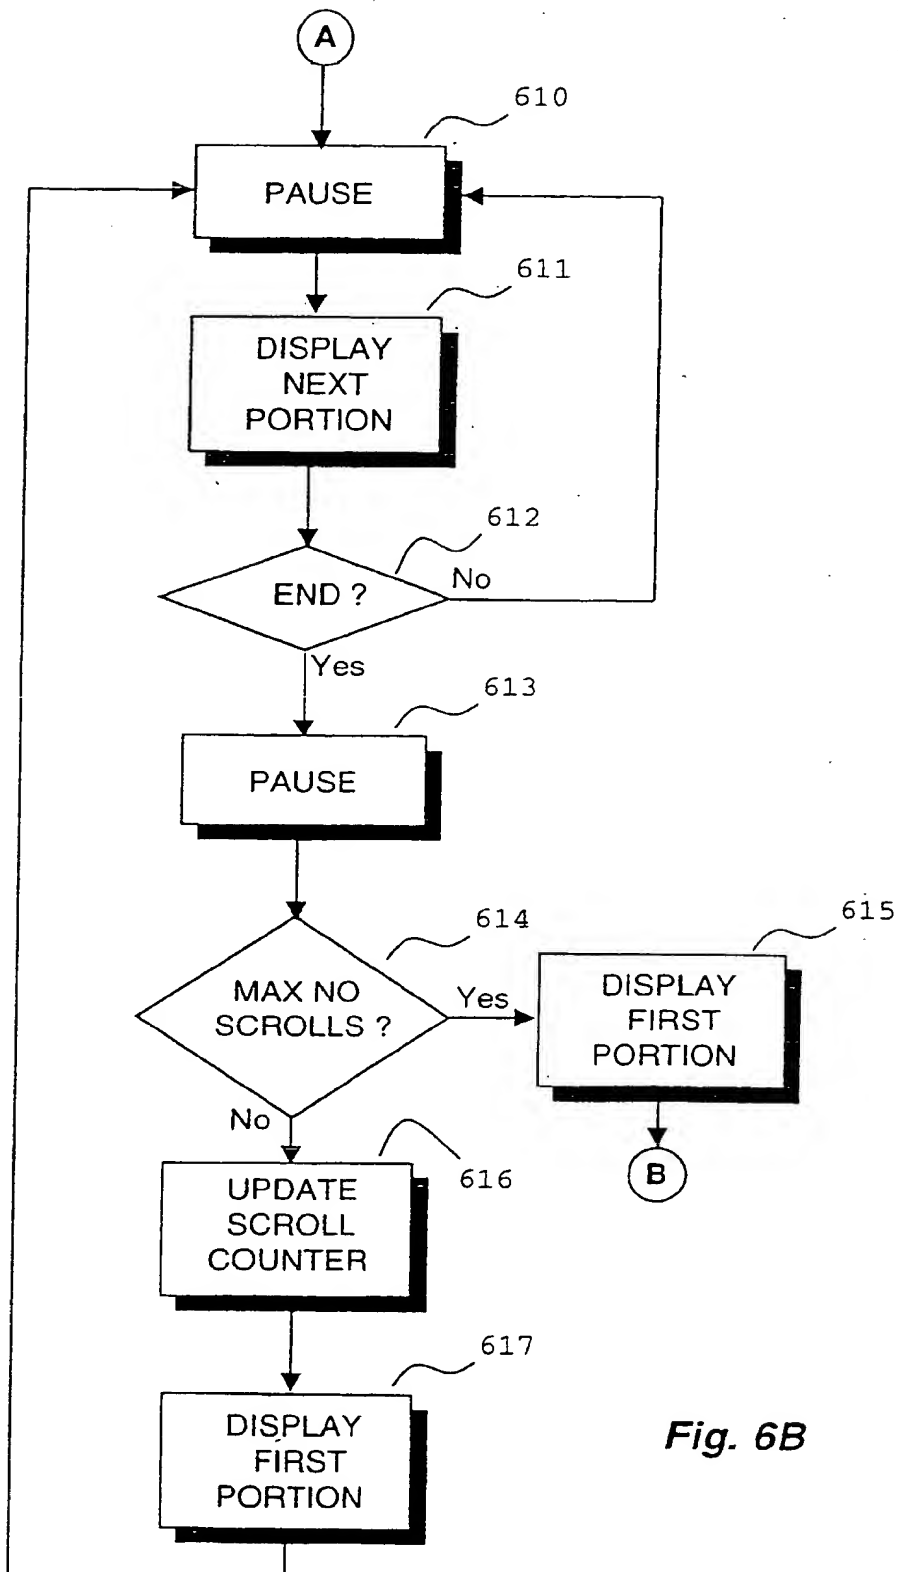 A
610
PAUSE
611
DISPLAY
NEXT
PORTION
612
END ?
No
Yes
613
PAUSE
614
615
MAX NO
SCROLLS ?
Yes
DISPLAY
FIRST
PORTION
No
616
B
UPDATE
SCROLL
COUNTER
617
DISPLAY
FIRST
PORTION
Fig. 6B